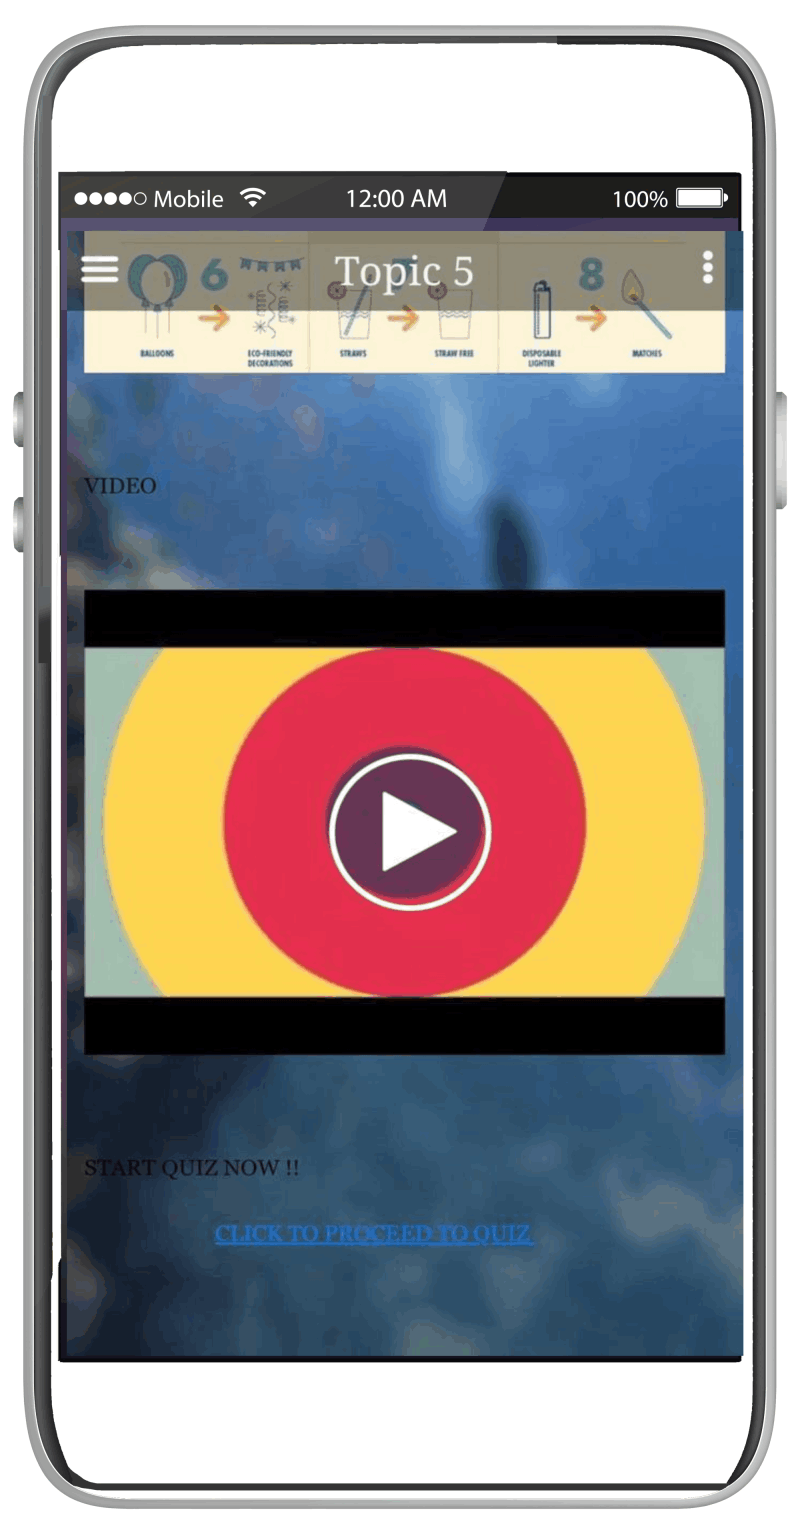 Mobile 12:00 AM 100%
Topic 5
6 8
BALLOONS ECO-FRIENDLY DECORATIONS STRAWS STRAW FREE DISPOSABLE LIGHTER MATCHES
VIDEO
START QUIZ NOW !!
CLICK TO PROCEED TO QUIZ